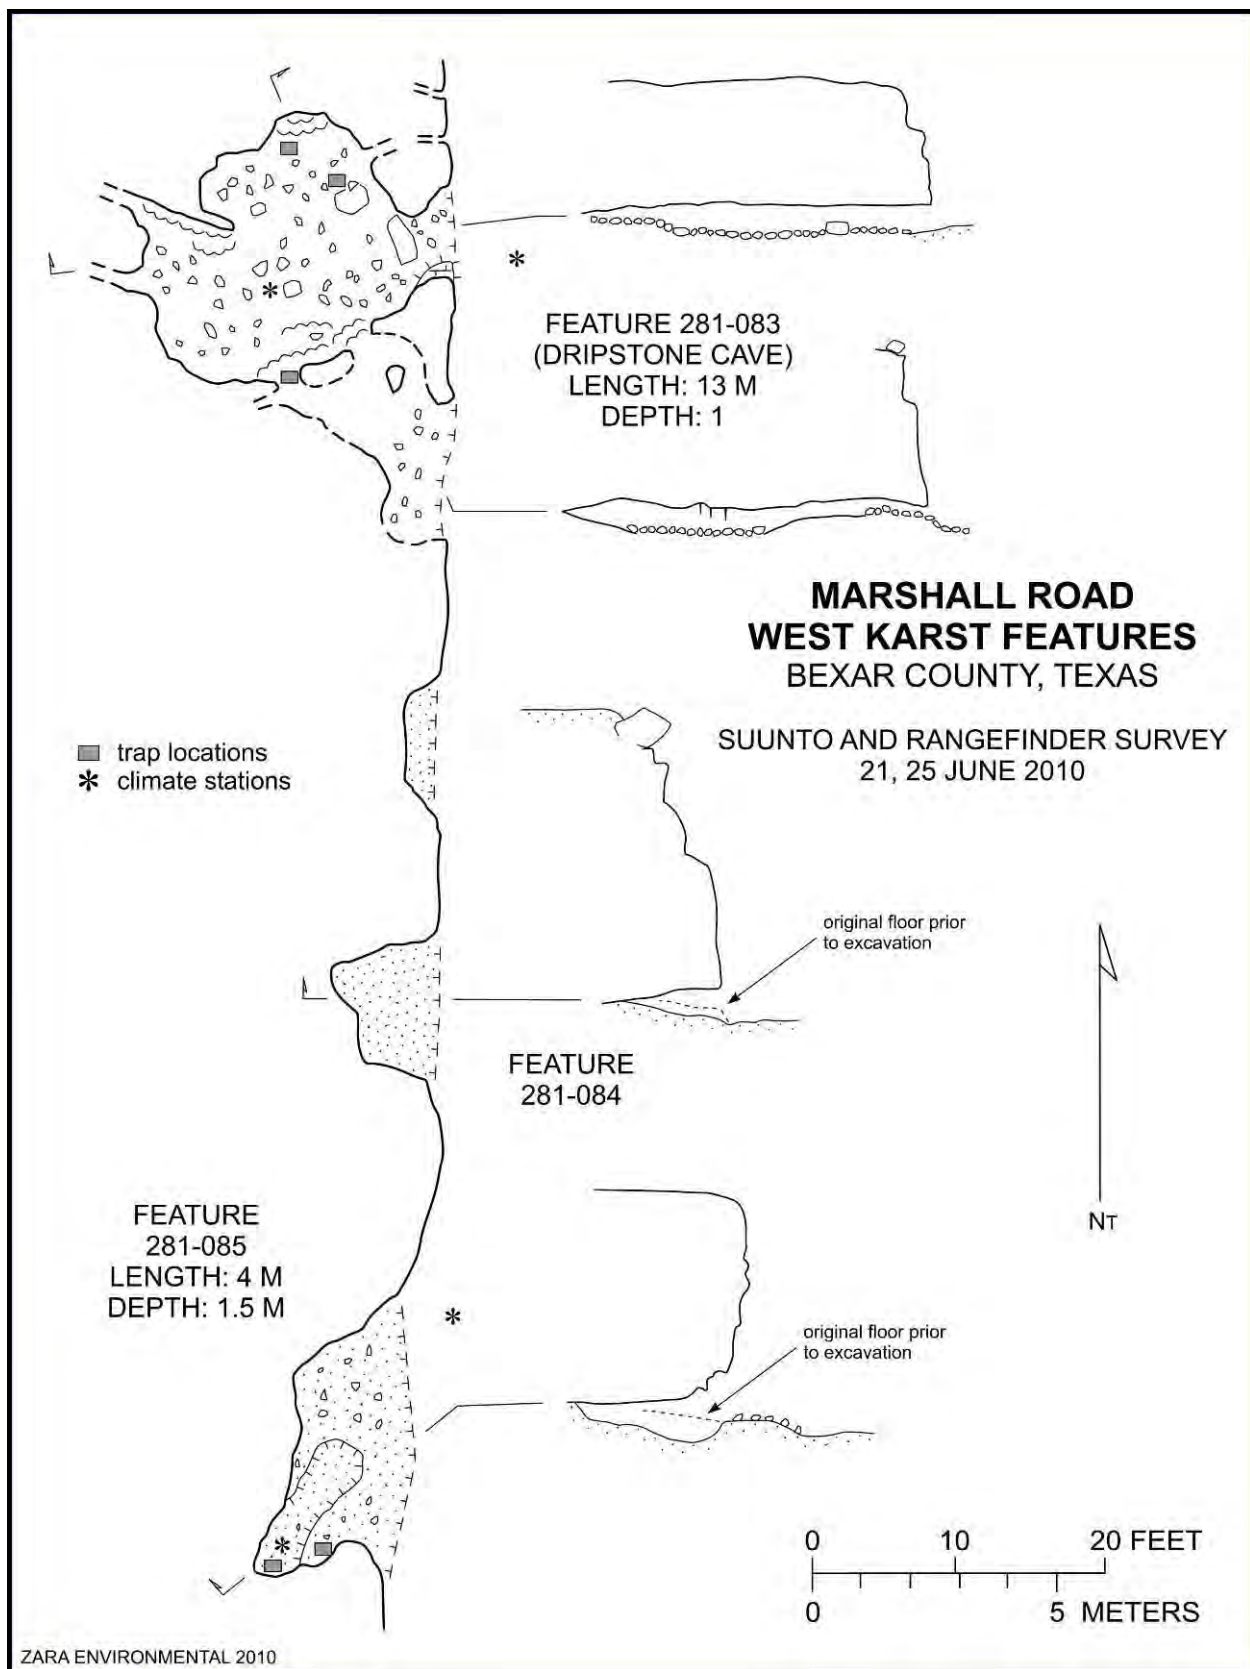 FEATURE 281-083
(DRIPSTONE CAVE)
LENGTH: 13 M
DEPTH: 1
MARSHALL ROAD
WEST KARST FEATURES
BEXAR COUNTY, TEXAS
SUUNTO AND RANGEFINDER SURVEY
21, 25 JUNE 2010
trap locations
* climate stations
original floor prior
to excavation
FEATURE
281-084
NT
FEATURE
281-085
LENGTH: 4 M
DEPTH: 1.5 M
original floor prior
to excavation
0 10 20 FEET
0 5 METERS
ZARA ENVIRONMENTAL 2010